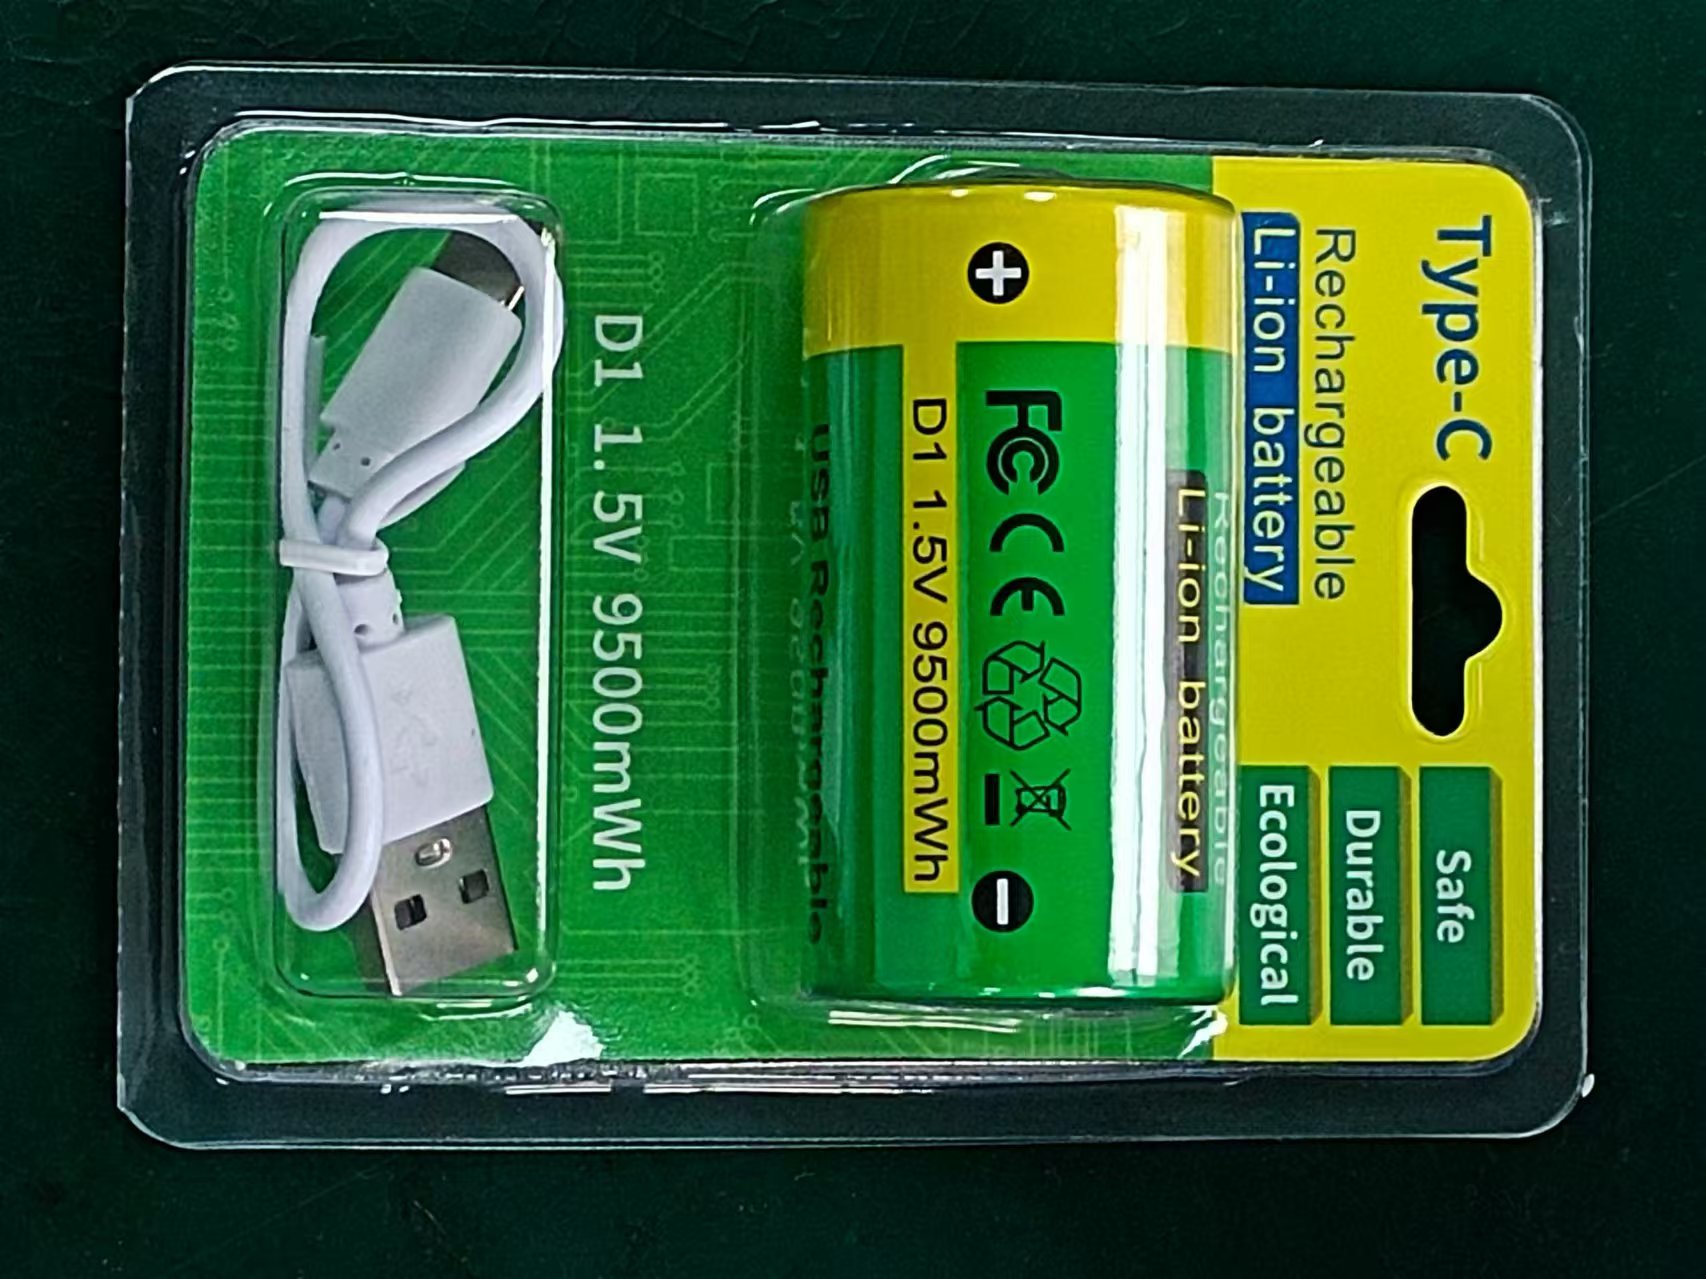 Type-C
Rechargeable
Li-ion battery
Safe
Durable
Ecological
Rechargeable
Li-ion battery
+
FC CE
D1 1.5V 9500mWh
-
USB Rechargeable
D1 1.5V 9500mWh